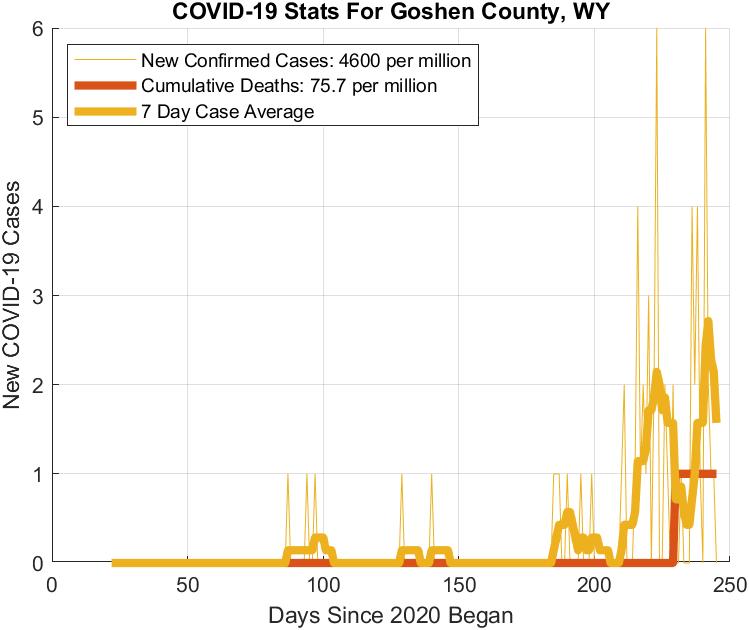 COVID-19 Stats For Goshen County, WY
New Confirmed Cases: 4600 per million
Cumulative Deaths: 75.7 per million
7 Day Case Average
New COVID-19 Cases
6
5
4
3
2
1
0
0 50 100 150 200 250
Days Since 2020 Began